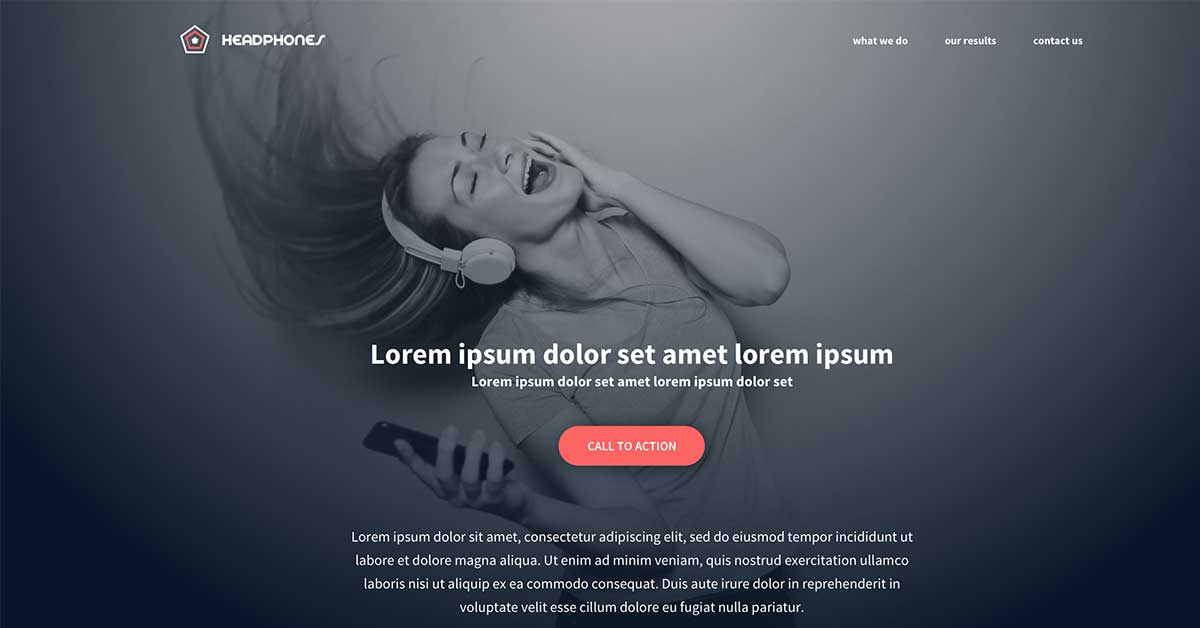 HEADPHONES
what we do
our results
contact us
Lorem ipsum dolor set amet lorem ipsum
Lorem ipsum dolor set amet lorem ipsum dolor set
CALL TO ACTION
Lorem ipsum dolor sit amet, consectetur adipiscing elit, sed do eiusmod tempor incididunt ut
labore et dolore magna aliqua. Ut enim ad minim veniam, quis nostrud exercitation ullamco
laboris nisi ut aliquip ex ea commodo consequat. Duis aute irure dolor in reprehenderit in
voluptate velit esse cillum dolore eu fugiat nulla pariatur.